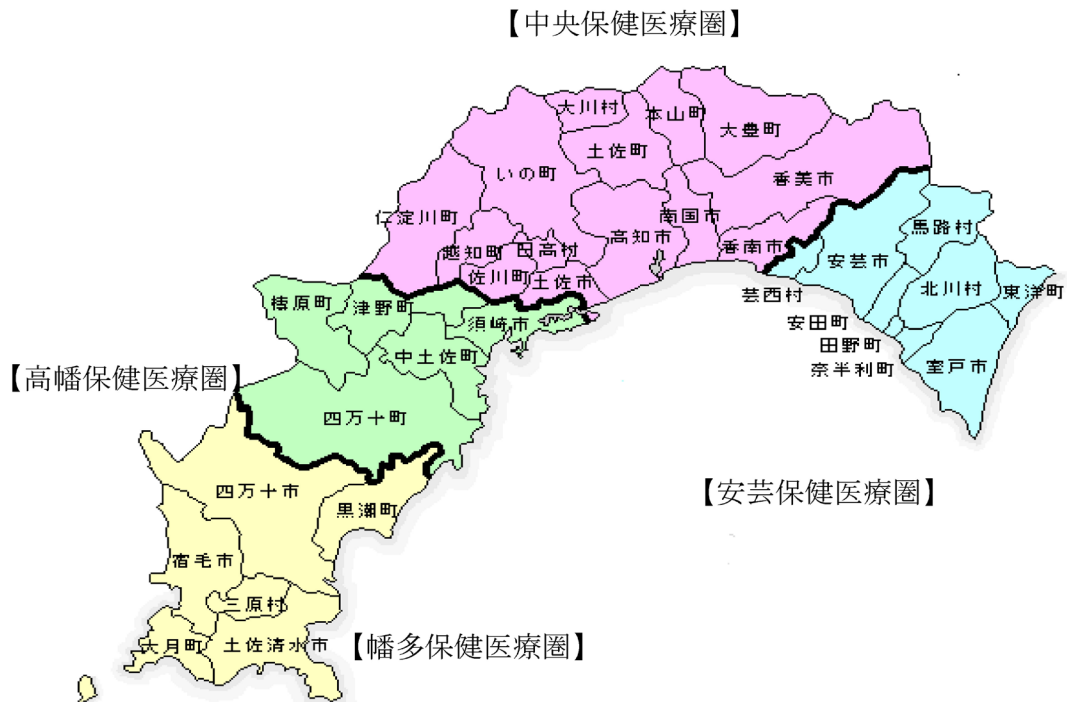 【中央保健医療圏】
大川村
本山町
大豊町
土佐町
いの町
香美市
仁淀川町
南国市
高知市
香南市
越知町
日高村
佐川町
土佐市
馬路村
安芸市
北川村
東洋町
芸西村
安田町
田野町
奈半利町
室戸市
梼原町
津野町
須崎市
中土佐町
【高幡保健医療圏】
四万十町
四万十市
黒潮町
【安芸保健医療圏】
宿毛市
三原村
大月町
土佐清水市
【幡多保健医療圏】